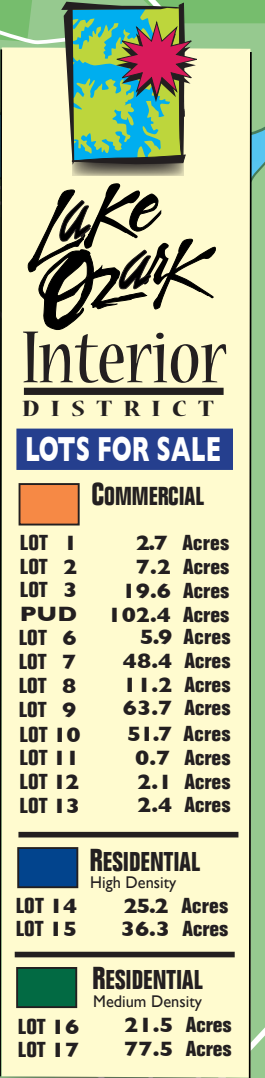 Lake
Ozark
Interior
DISTRICT
LOTS FOR SALE
COMMERCIAL
LOT 1 2.7 Acres
LOT 2 7.2 Acres
LOT 3 19.6 Acres
PUD 102.4 Acres
LOT 6 5.9 Acres
LOT 7 48.4 Acres
LOT 8 11.2 Acres
LOT 9 63.7 Acres
LOT 10 51.7 Acres
LOT 11 0.7 Acres
LOT 12 2.1 Acres
LOT 13 2.4 Acres
RESIDENTIAL
High Density
LOT 14 25.2 Acres
LOT 15 36.3 Acres
RESIDENTIAL
Medium Density
LOT 16 21.5 Acres
LOT 17 77.5 Acres